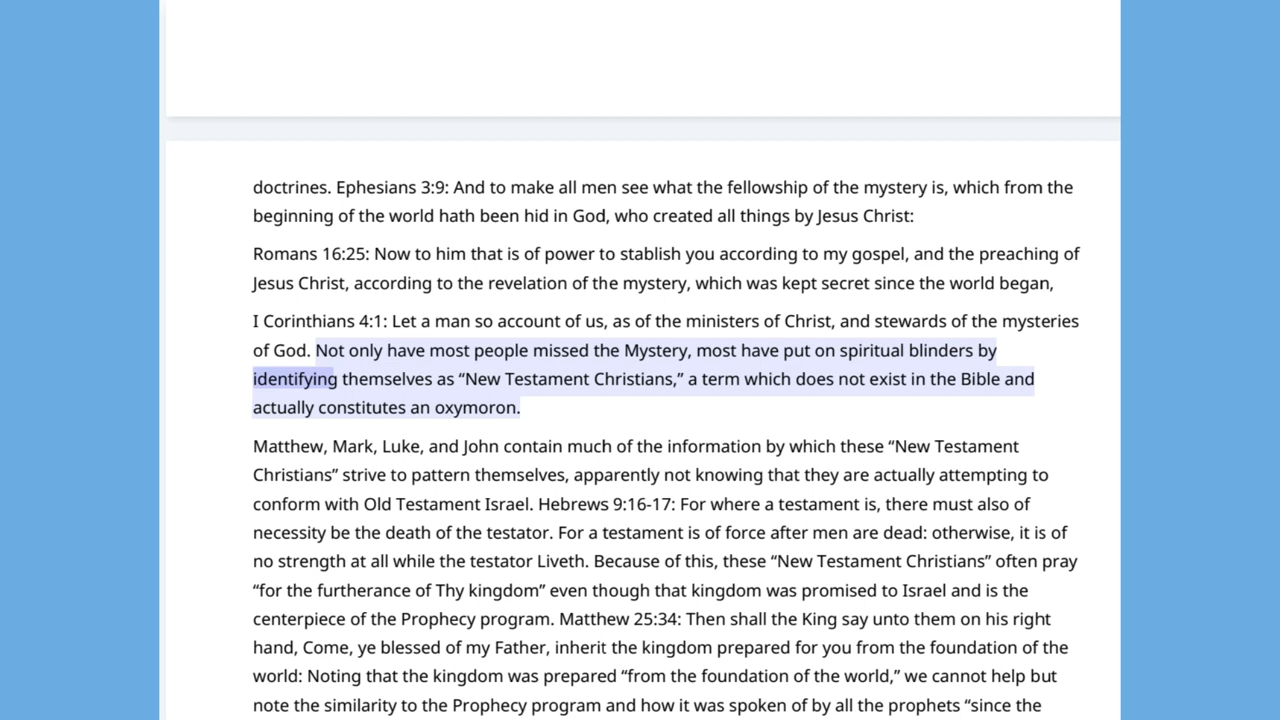 doctrines. Ephesians 3:9: And to make all men see what the fellowship of the mystery is, which from the
beginning of the world hath been hid in God, who created all things by Jesus Christ:
Romans 16:25: Now to him that is of power to stablish you according to my gospel, and the preaching of
Jesus Christ, according to the revelation of the mystery, which was kept secret since the world began,
I Corinthians 4:1: Let a man so account of us, as of the ministers of Christ, and stewards of the mysteries
of God. Not only have most people missed the Mystery, most have put on spiritual blinders by
identifying themselves as “New Testament Christians,” a term which does not exist in the Bible and
actually constitutes an oxymoron.
Matthew, Mark, Luke, and John contain much of the information by which these “New Testament
Christians” strive to pattern themselves, apparently not knowing that they are actually attempting to
conform with Old Testament Israel. Hebrews 9:16-17: For where a testament is, there must also of
necessity be the death of the testator. For a testament is of force after men are dead: otherwise, it is of
no strength at all while the testator Liveth. Because of this, these “New Testament Christians” often pray
“for the furtherance of Thy kingdom” even though that kingdom was promised to Israel and is the
centerpiece of the Prophecy program. Matthew 25:34: Then shall the King say unto them on his right
hand, Come, ye blessed of my Father, inherit the kingdom prepared for you from the foundation of the
world: Noting that the kingdom was prepared “from the foundation of the world,” we cannot help but
note the similarity to the Prophecy program and how it was spoken of by all the prophets “since the